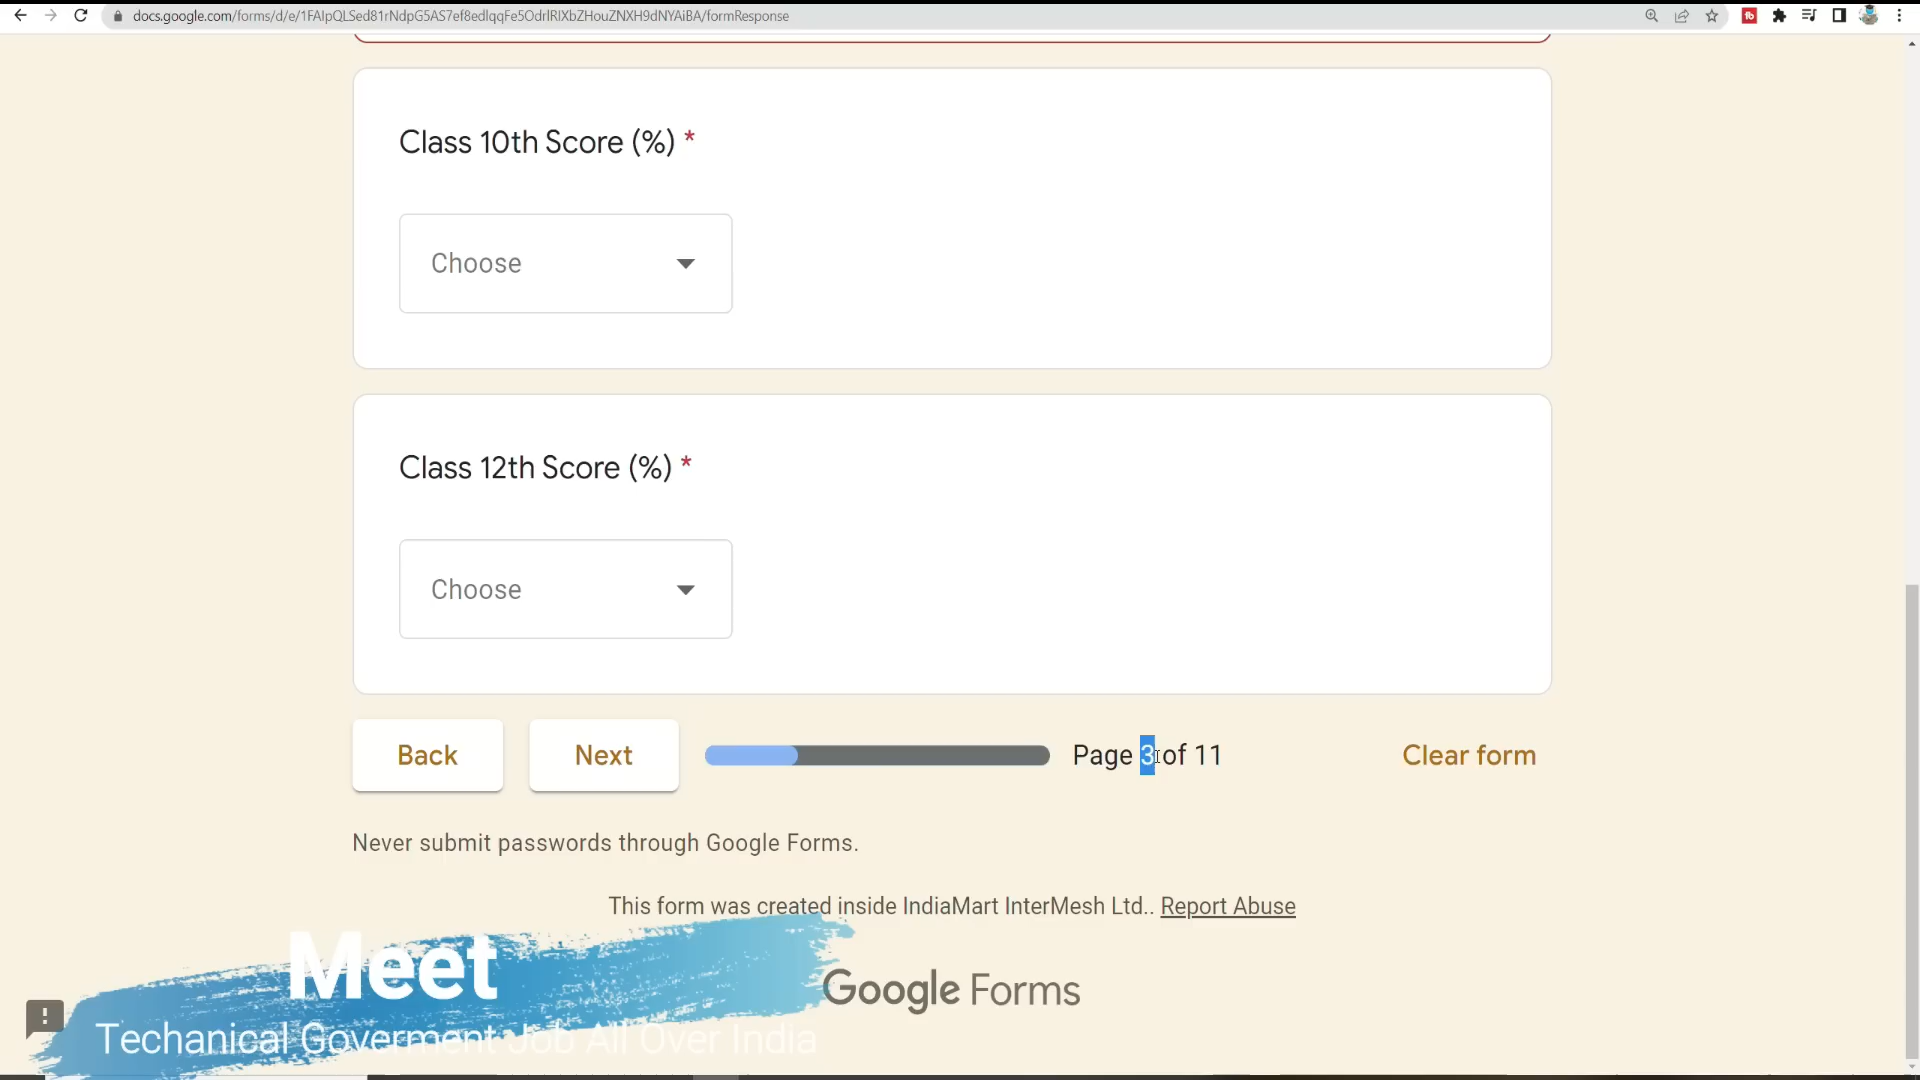 docs.google.com/forms/d/e/1FAIpQLSed81rNdpG5AS7ef8edlqqFe5OdrlRIXbZHouZNXH9dNYAiBA/formResponse
Class 10th Score (%) *
Choose
Class 12th Score (%) *
Choose
Back
Next
Page 3 of 11
Clear form
Never submit passwords through Google Forms.
This form was created inside IndiaMart InterMesh Ltd.. Report Abuse
Meet
Google Forms
Techanical Goverment Job All Over India